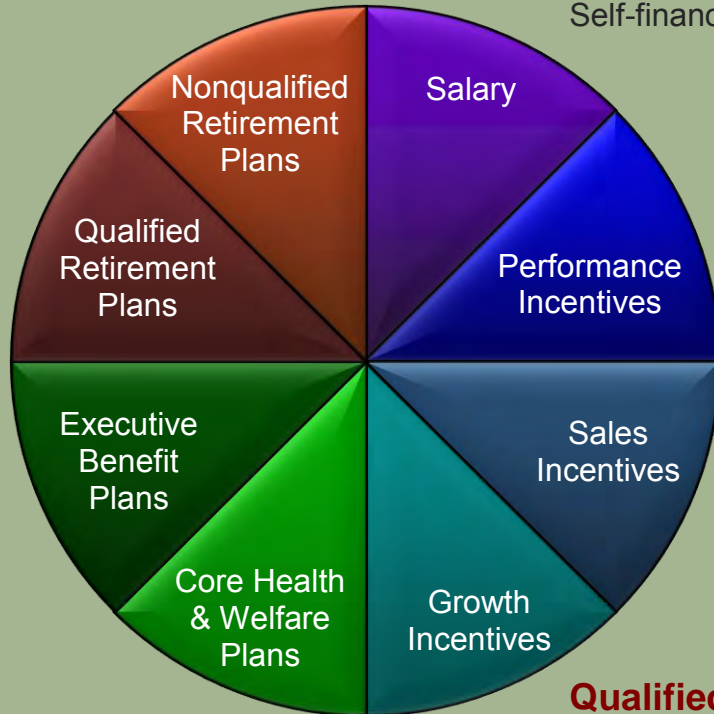 Self-financ
Nonqualified
Retirement
Plans
Salary
Qualified
Retirement
Plans
Performance
Incentives
Executive
Benefit
Plans
Sales
Incentives
Core Health
& Welfare
Plans
Growth
Incentives
Qualified